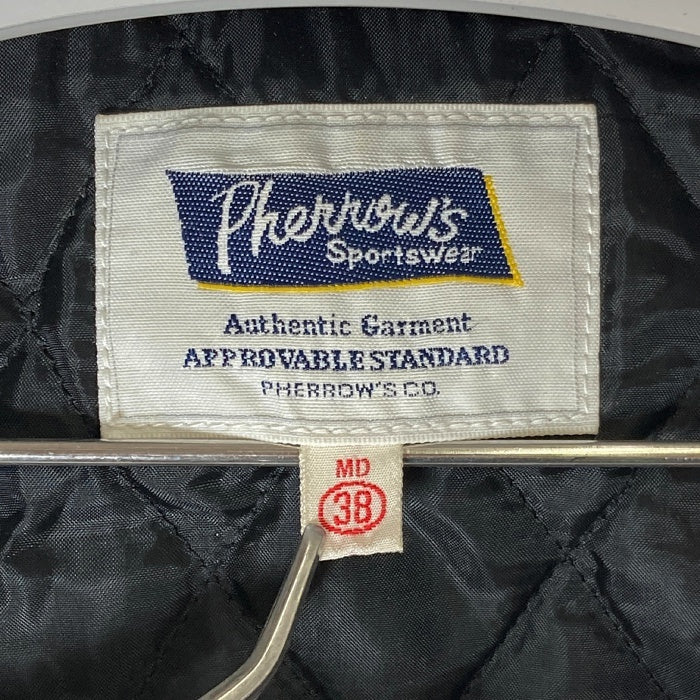 Pherrow's
Sportswear
Authentic Garment
APPROVABLE STANDARD
PHERROW'S CO.
MD
38